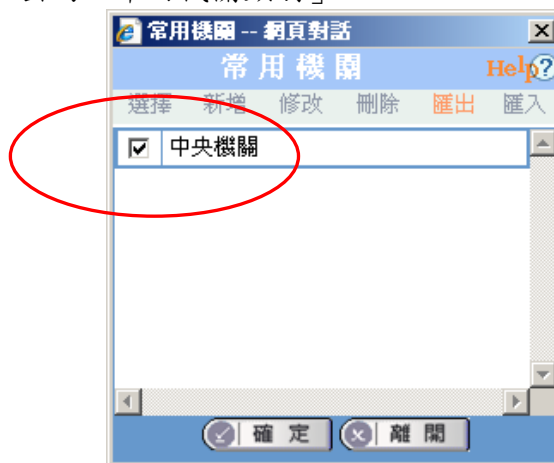 常用機關 -- 網頁對話
常用機關
Help?
選擇 新增 修改 刪除 匯出 匯入
中央機關
確定 離開